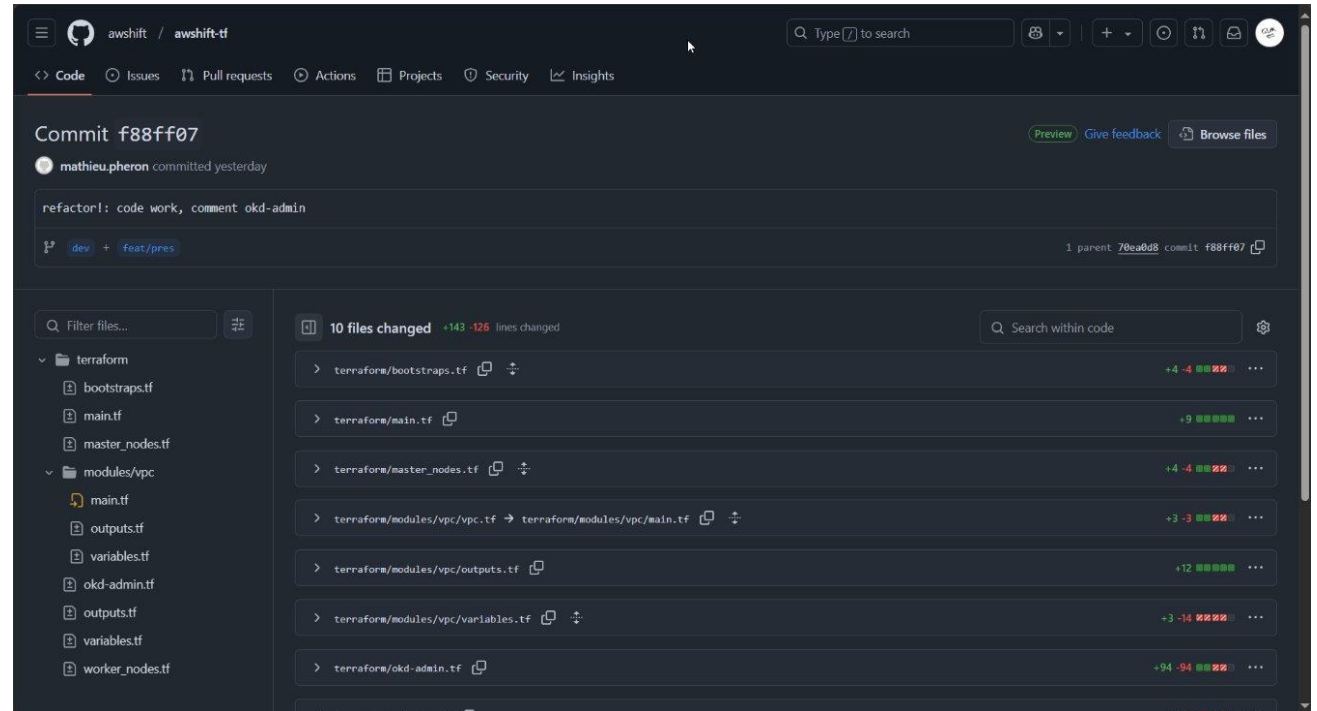 awshift / awshift-tf
Type / to search
Code Issues Pull requests Actions Projects Security Insights
Commit f88ff07
Preview Give feedback Browse files
mathieu.pheron committed yesterday
refactor!: code work, comment okd-admin
dev + feat/pres
1 parent 70ea0d8 commit f88ff07
Filter files...
10 files changed +143 -126 lines changed
Search within code
terraform
bootstraps.tf
main.tf
master_nodes.tf
modules/vpc
main.tf
outputs.tf
variables.tf
okd-admin.tf
outputs.tf
variables.tf
worker_nodes.tf
terraform/bootstraps.tf +4 -4
terraform/main.tf +9
terraform/master_nodes.tf +4 -4
terraform/modules/vpc/vpc.tf → terraform/modules/vpc/main.tf +3 -3
terraform/modules/vpc/outputs.tf +12
terraform/modules/vpc/variables.tf +3 -14
terraform/okd-admin.tf +94 -94